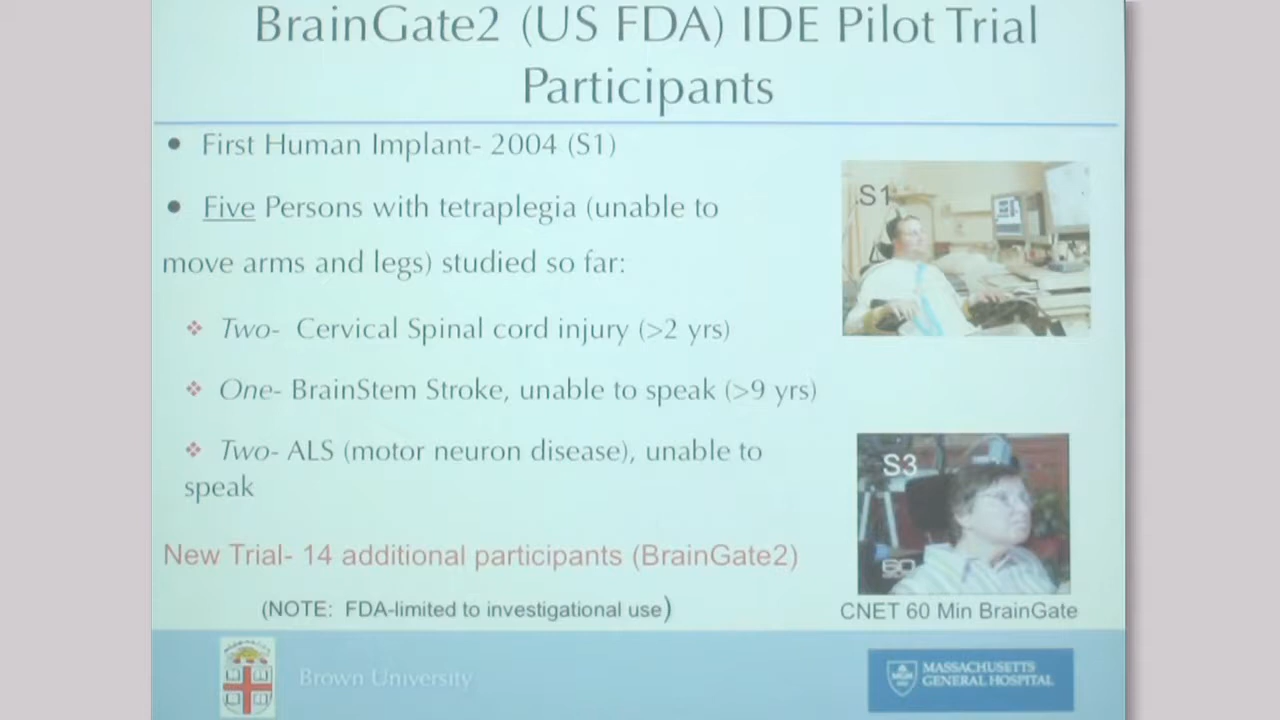 BrainGate2 (US FDA) IDE Pilot Trial
Participants
• First Human Implant- 2004 (S1)
• Five Persons with tetraplegia (unable to
move arms and legs) studied so far:
❖ Two- Cervical Spinal cord injury (>2 yrs)
❖ One- BrainStem Stroke, unable to speak (>9 yrs)
❖ Two- ALS (motor neuron disease), unable to
speak
New Trial- 14 additional participants (BrainGate2)
(NOTE: FDA-limited to investigational use)
.S1
S3
60
CNET 60 Min BrainGate
Brown University
MASSACHUSETTS
GENERAL HOSPITAL